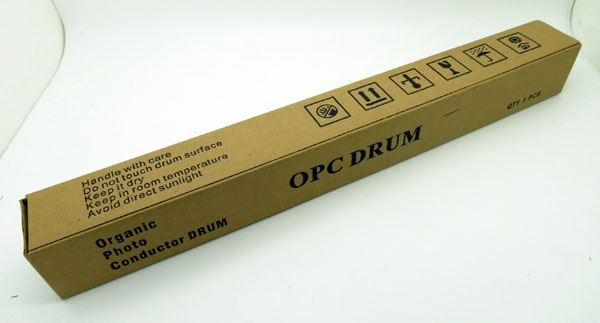 Handle with care
Do not touch drum surface
Keep it dry
Keep in room temperature
Avoid direct sunlight
OPC DRUM
QTY 1 PCS
Organic
Photo
Conductor DRUM